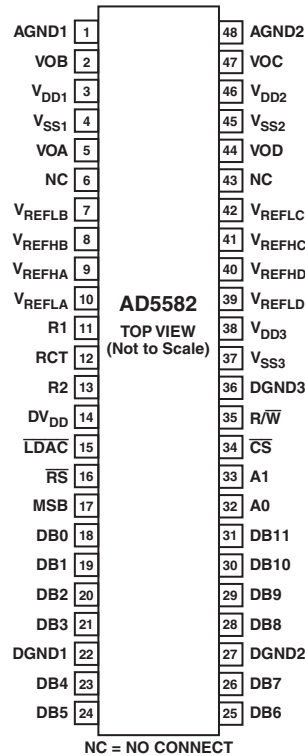 AGND1 1 48 AGND2
VOB 2 47 VOC
VDD1 3 46 VDD2
VSS1 4 45 VSS2
VOA 5 44 VOD
NC 6 43 NC
VREFLB 7 42 VREFLC
VREFHB 8 41 VREFHC
VREFHA 9 40 VREFHD
VREFLA 10 39 VREFLD
AD5582
TOP VIEW
(Not to Scale)
R1 11 38 VDD3
RCT 12 37 VSS3
R2 13 36 DGND3
DVDD 14 35 R/W̅
L̅D̅A̅C̅ 15 34 C̅S̅
R̅S̅ 16 33 A1
MSB 17 32 A0
DB0 18 31 DB11
DB1 19 30 DB10
DB2 20 29 DB9
DB3 21 28 DB8
DGND1 22 27 DGND2
DB4 23 26 DB7
DB5 24 25 DB6
NC = NO CONNECT